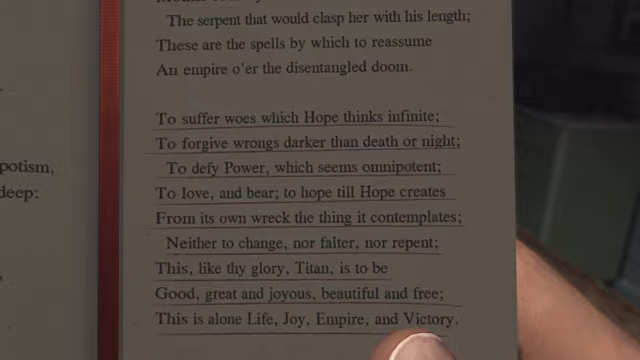 The serpent that would clasp her with his length;
These are the spells by which to reassume
An empire o'er the disentangled doom.
To suffer woes which Hope thinks infinite;
To forgive wrongs darker than death or night;
To defy Power, which seems omnipotent;
To love, and bear; to hope till Hope creates
From its own wreck the thing it contemplates;
Neither to change, nor falter, nor repent;
This, like thy glory, Titan, is to be
Good, great and joyous, beautiful and free;
This is alone Life, Joy, Empire, and Victory.
potism,
deep: